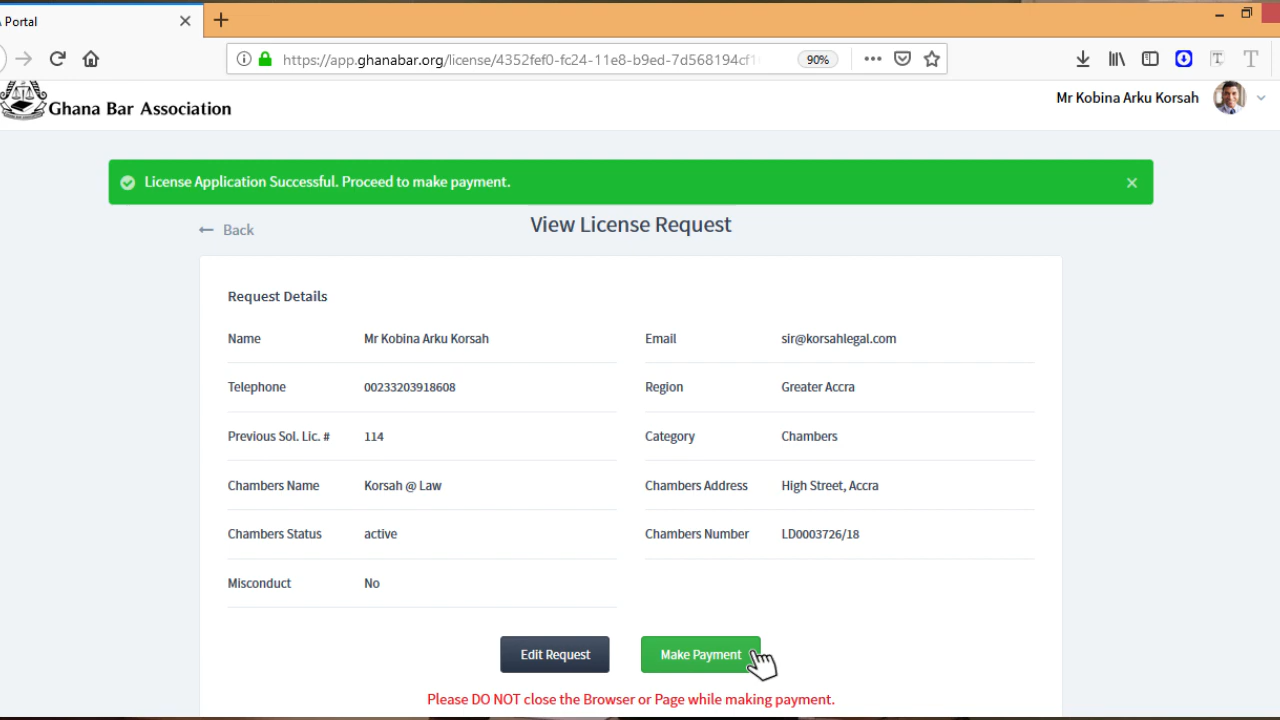 Portal
https://app.ghanabar.org/license/4352fef0-fc24-11e8-b9ed-7d568194cf1
90%
Ghana Bar Association
Mr Kobina Arku Korsah
License Application Successful. Proceed to make payment.
Back
View License Request
Request Details
Name Mr Kobina Arku Korsah Email sir@korsahlegal.com
Telephone 00233203918608 Region Greater Accra
Previous Sol. Lic. # 114 Category Chambers
Chambers Name Korsah @ Law Chambers Address High Street, Accra
Chambers Status active Chambers Number LD0003726/18
Misconduct No
Edit Request Make Payment
Please DO NOT close the Browser or Page while making payment.